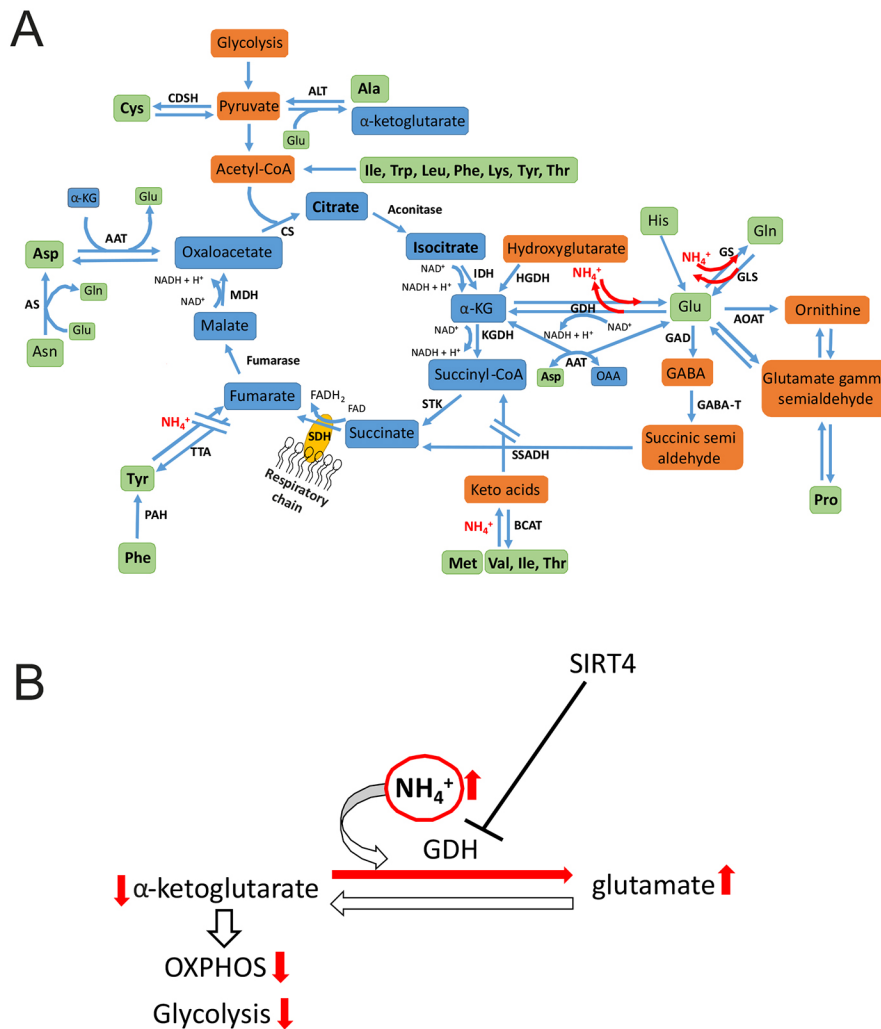 A
Glycolysis
Cys
CDSH
Pyruvate
ALT
Ala
α-ketoglutarate
Glu
Acetyl-CoA
Ile, Trp, Leu, Phe, Lys, Tyr, Thr
α-KG
Glu
AAT
Asp
Oxaloacetate
CS
Citrate
Aconitase
Isocitrate
Hydroxyglutarate
His
Gln
NH₄⁺
GS
GLS
NAD⁺
IDH
NADH + H⁺
HGDH
NH₄⁺
α-KG
GDH
Glu
AOAT
Ornithine
NADH + H⁺
NAD⁺
MDH
AS
Gln
Glu
Asn
Malate
NAD⁺
KGDH
NADH + H⁺
NADH + H⁺
NAD⁺
AAT
Asp
OAA
GAD
GABA
Glutamate gamma
semialdehyde
Fumarase
Succinyl-CoA
GABA-T
Fumarate
FADH₂
FAD
STK
NH₄⁺
TTA
SDH
Succinate
SSADH
Succinic semi
aldehyde
Respiratory
chain
Tyr
Keto acids
Pro
PAH
NH₄⁺
BCAT
Phe
Met
Val, Ile, Thr
B
SIRT4
NH₄⁺
GDH
α-ketoglutarate
glutamate
OXPHOS
Glycolysis